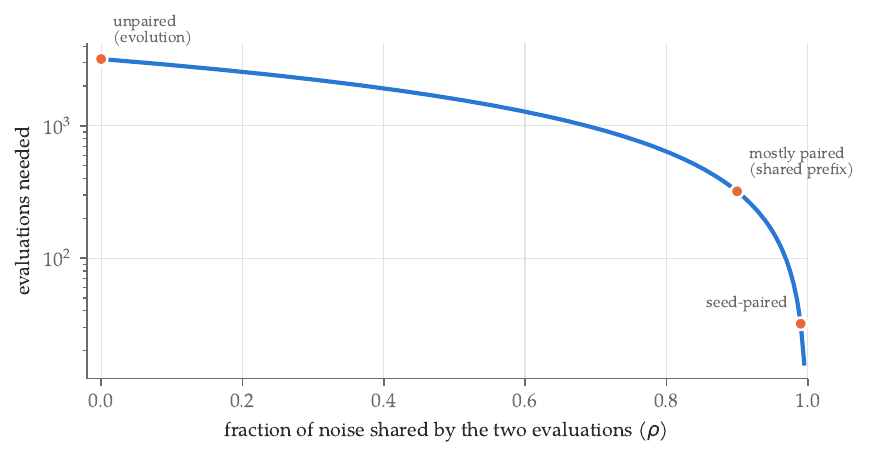 unpaired
(evolution)
evaluations needed
10³
10²
mostly paired
(shared prefix)
seed-paired
0.0 0.2 0.4 0.6 0.8 1.0
fraction of noise shared by the two evaluations (ρ)